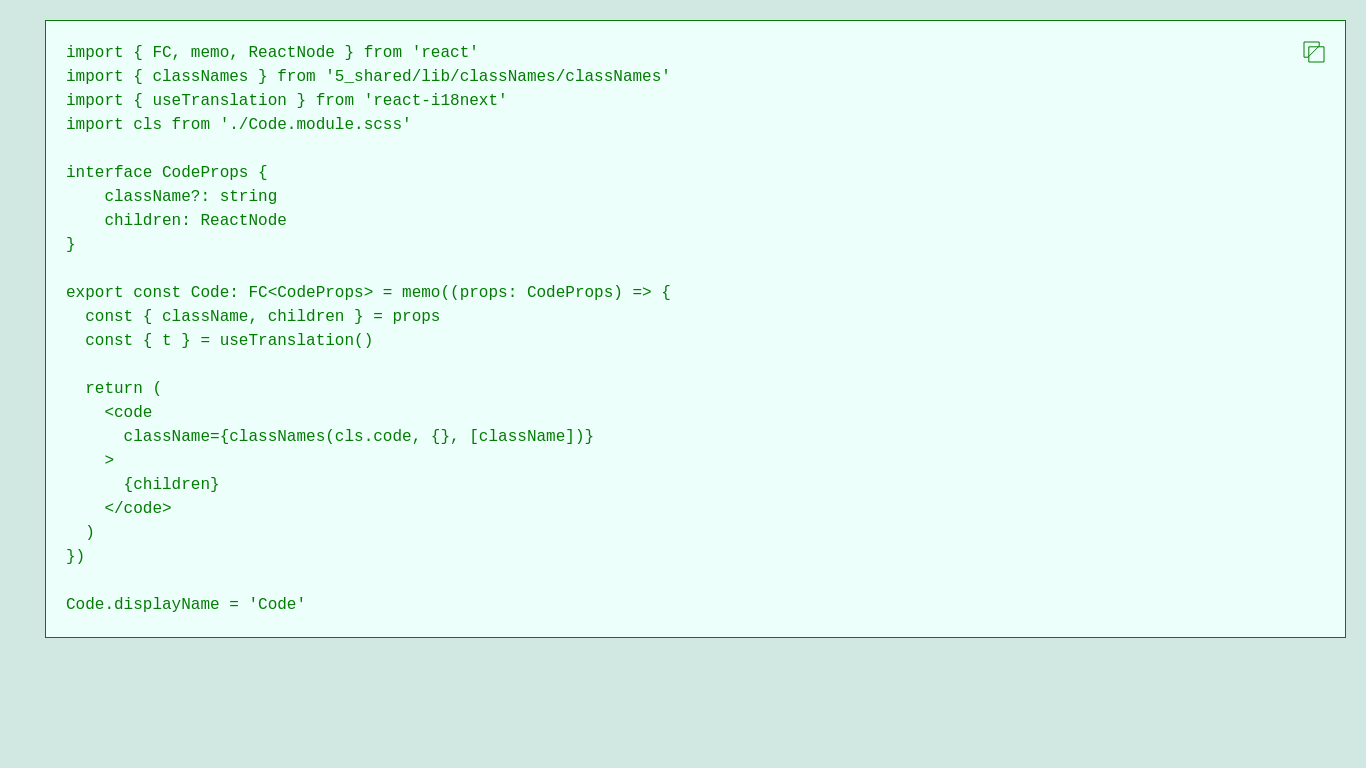 import { FC, memo, ReactNode } from 'react'
import { classNames } from '5_shared/lib/classNames/classNames'
import { useTranslation } from 'react-i18next'
import cls from './Code.module.scss'

interface CodeProps {
    className?: string
    children: ReactNode
}

export const Code: FC<CodeProps> = memo((props: CodeProps) => {
  const { className, children } = props
  const { t } = useTranslation()

  return (
    <code
      className={classNames(cls.code, {}, [className])}
    >
      {children}
    </code>
  )
})

Code.displayName = 'Code'